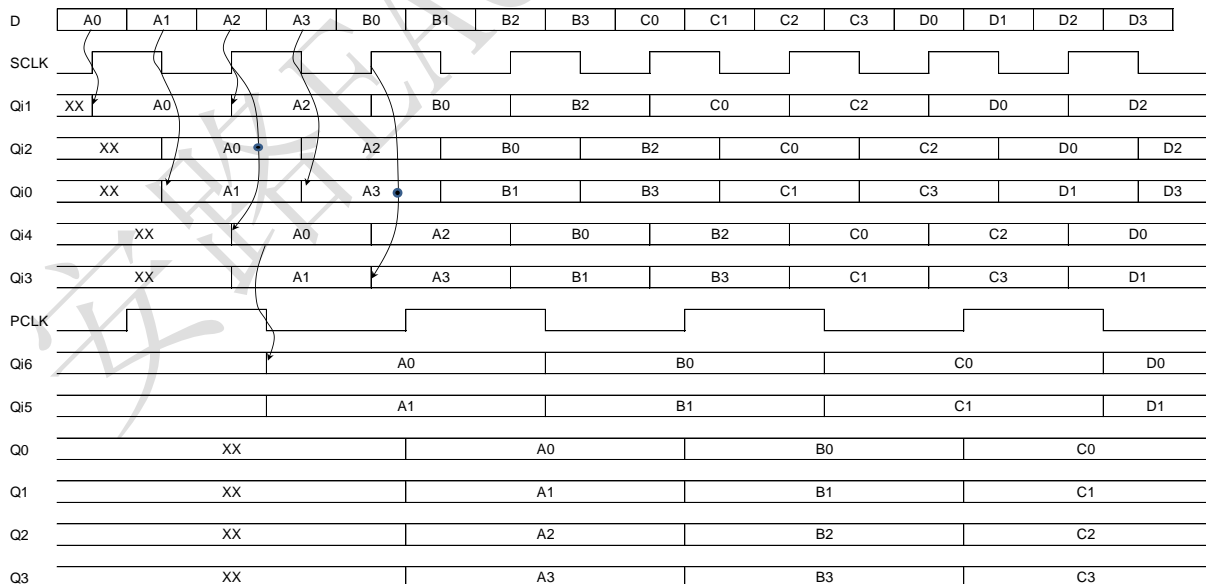 D A0 A1 A2 A3 B0 B1 B2 B3 C0 C1 C2 C3 D0 D1 D2 D3
SCLK
Qi1 XX A0 A2 B0 B2 C0 C2 D0 D2
Qi2 XX A0 A2 B0 B2 C0 C2 D0 D2
Qi0 XX A1 A3 B1 B3 C1 C3 D1 D3
Qi4 XX A0 A2 B0 B2 C0 C2 D0
Qi3 XX A1 A3 B1 B3 C1 C3 D1
PCLK
Qi6 A0 B0 C0 D0
Qi5 A1 B1 C1 D1
Q0 XX A0 B0 C0
Q1 XX A1 B1 C1
Q2 XX A2 B2 C2
Q3 XX A3 B3 C3
安路EA